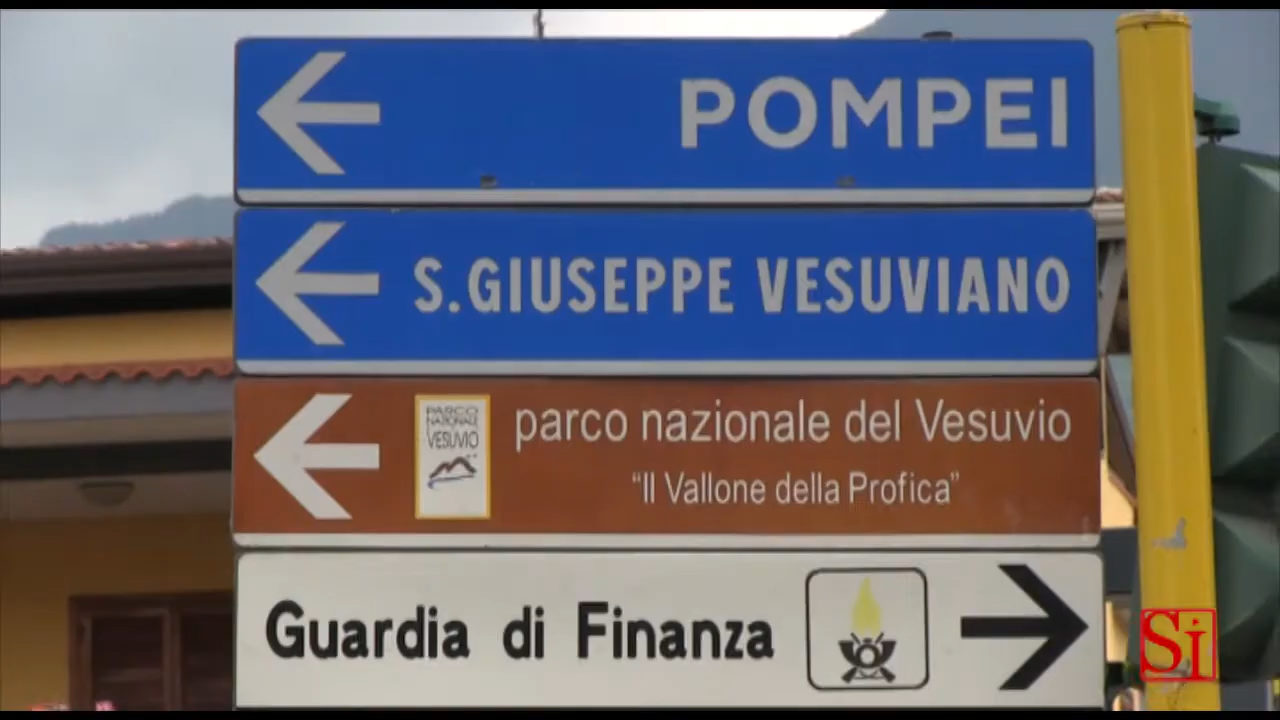 POMPEI
S.GIUSEPPE VESUVIANO
PARCO
NAZIONALE
VESUVIO
parco nazionale del Vesuvio
“Il Vallone della Profica”
Guardia di Finanza
Si